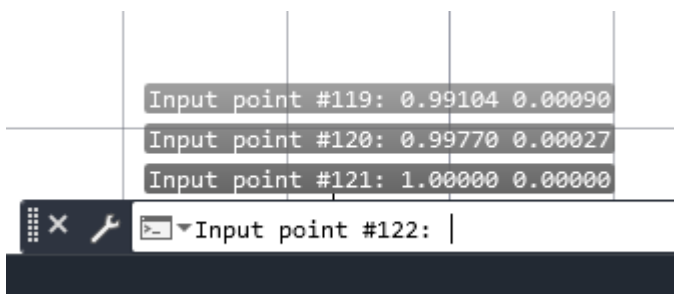 Input point #119: 0.99104 0.00090
Input point #120: 0.99770 0.00027
Input point #121: 1.00000 0.00000
Input point #122: